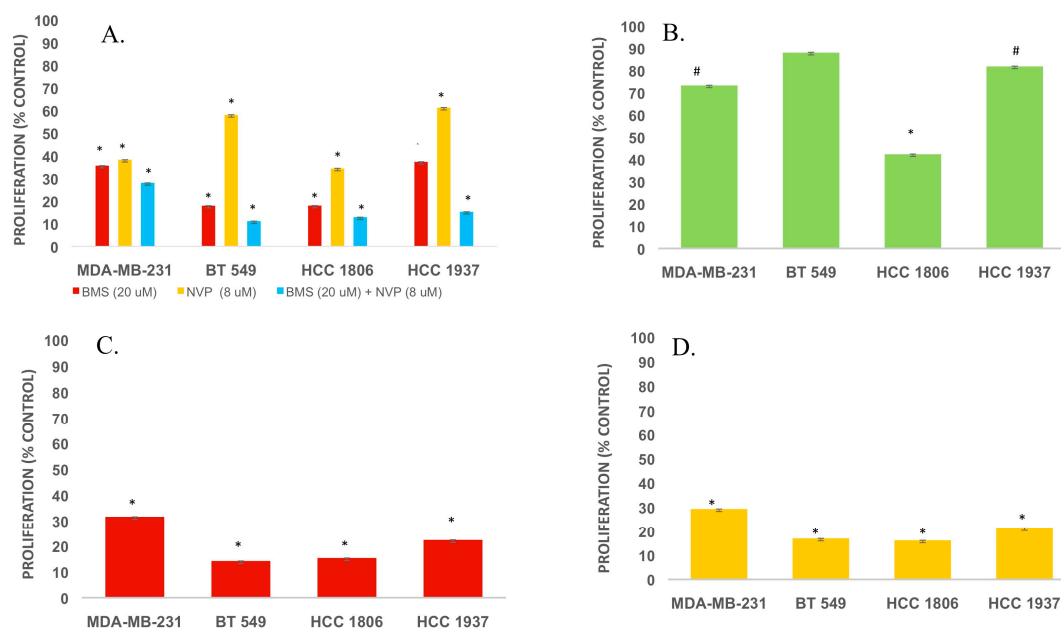 A.
PROLIFERATION (% CONTROL)
100
90
80
70
60
50
40
30
20
10
0
* * *
* * *
* * *
* *
MDA-MB-231 BT 549 HCC 1806 HCC 1937
BMS (20 uM) NVP (8 uM) BMS (20 uM) + NVP (8 uM)
B.
PROLIFERATION (% CONTROL)
100
90
80
70
60
50
40
30
20
10
0
# * #
MDA-MB-231 BT 549 HCC 1806 HCC 1937
C.
PROLIFERATION (% CONTROL)
100
90
80
70
60
50
40
30
20
10
0
* * * *
MDA-MB-231 BT 549 HCC 1806 HCC 1937
D.
PROLIFERATION (% CONTROL)
100
90
80
70
60
50
40
30
20
10
0
* * * *
MDA-MB-231 BT 549 HCC 1806 HCC 1937